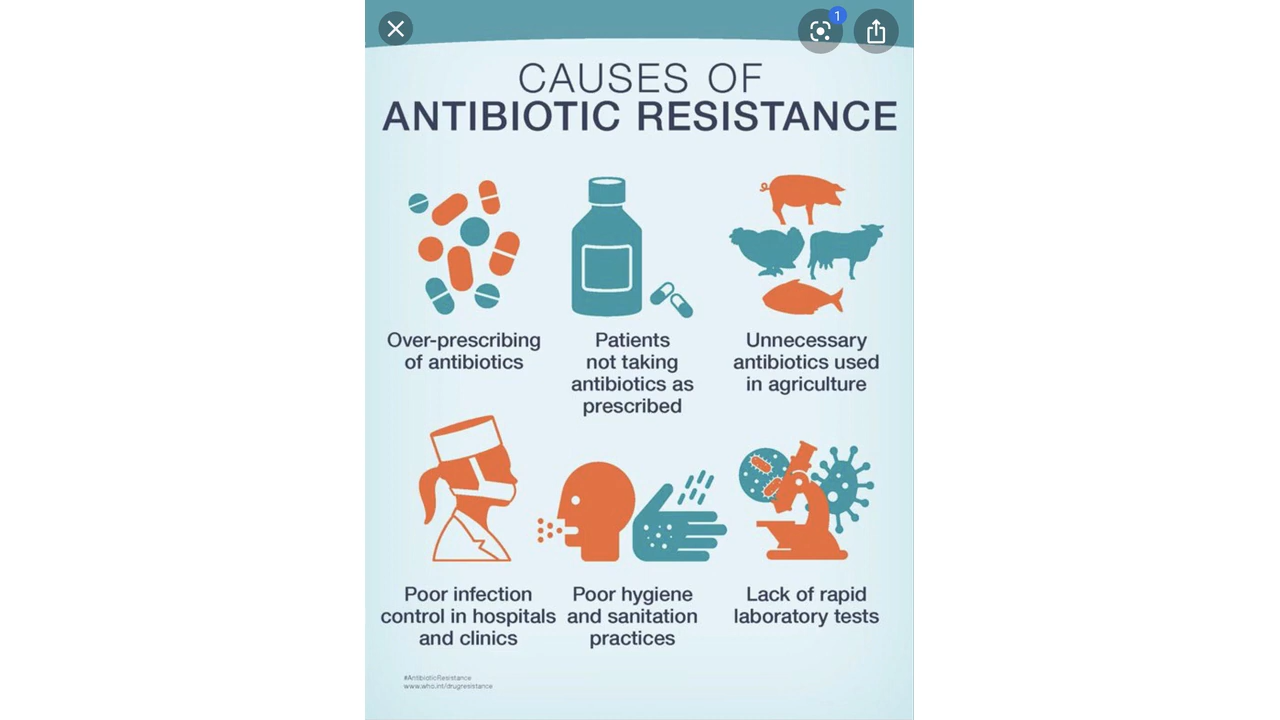 1
CAUSES OF
ANTIBIOTIC RESISTANCE
Over-prescribing
of antibiotics
Patients
not taking
antibiotics as
prescribed
Unnecessary
antibiotics used
in agriculture
Poor infection
control in hospitals
and clinics
Poor hygiene
and sanitation
practices
Lack of rapid
laboratory tests
#AntibioticResistance
www.who.int/drugresistance